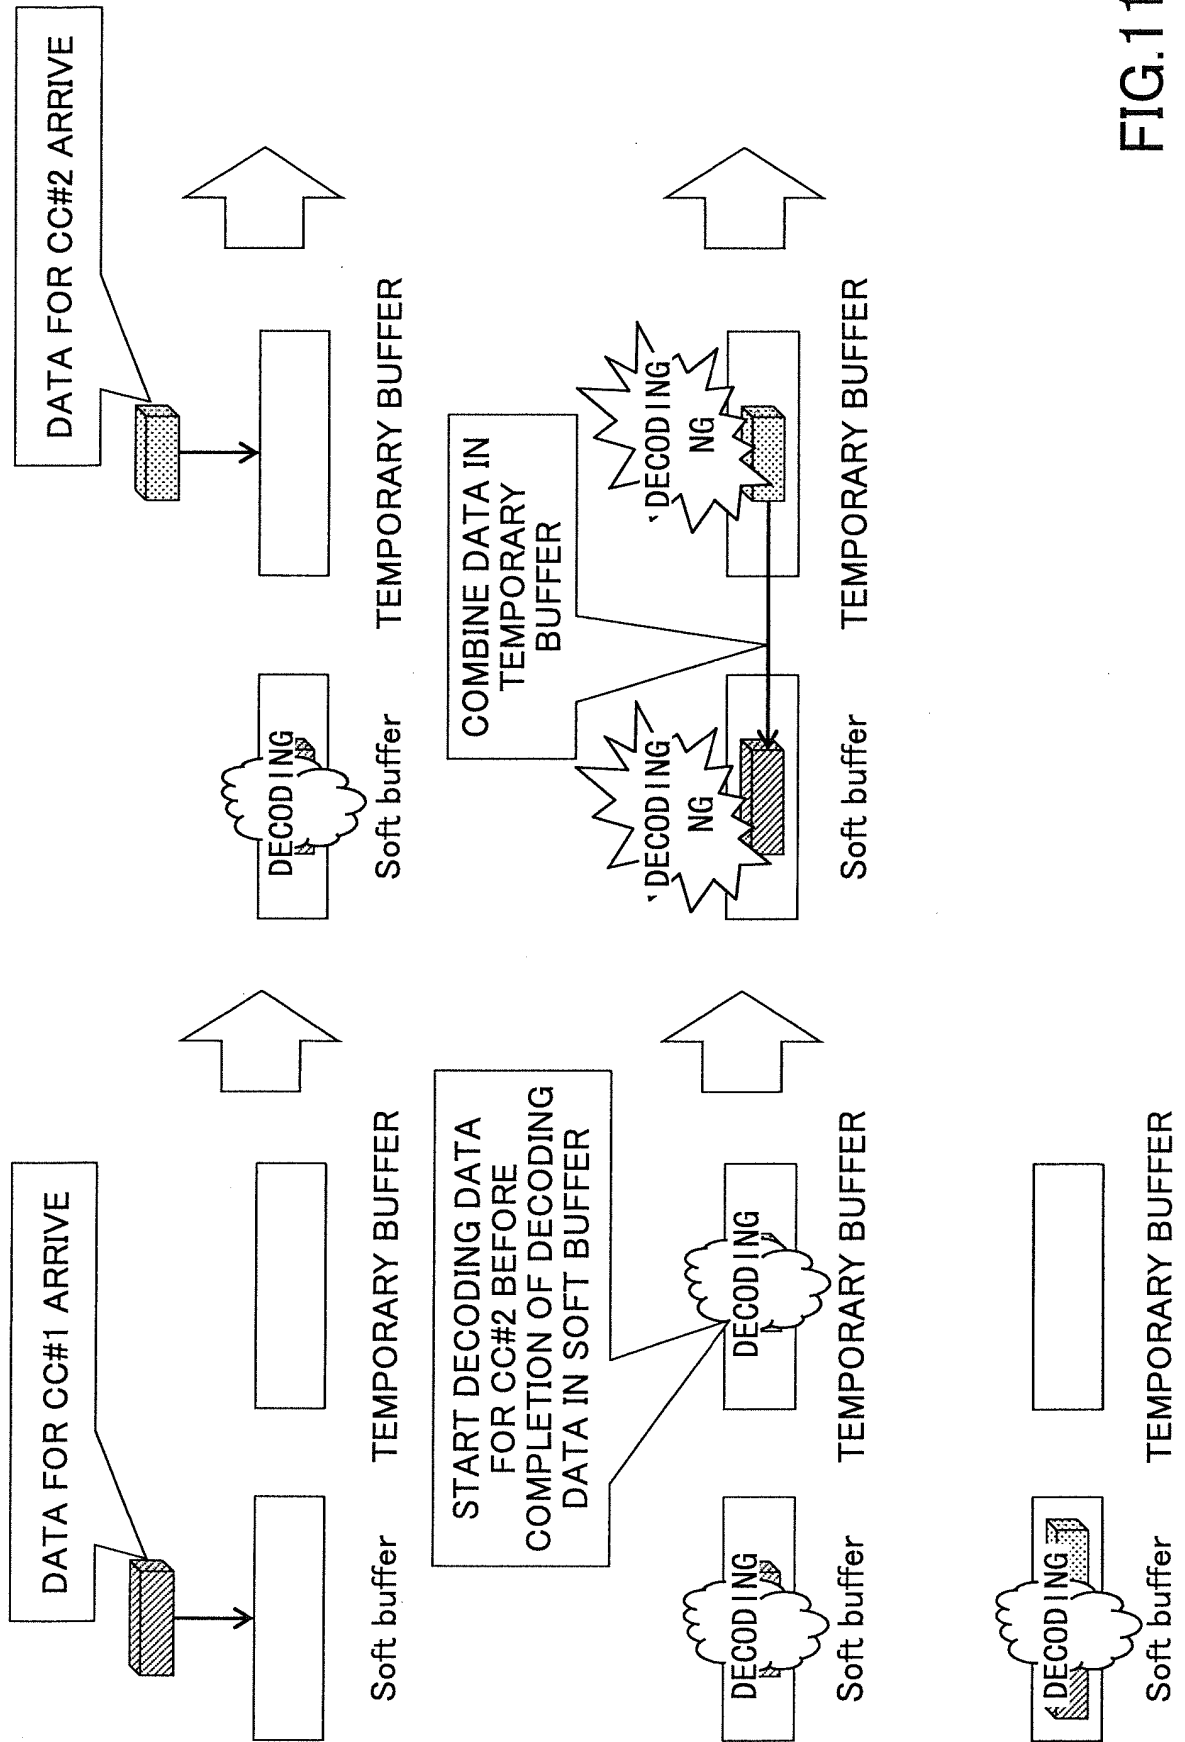 DATA FOR CC#1 ARRIVE
Soft buffer
TEMPORARY BUFFER
DATA FOR CC#2 ARRIVE
DECODING
Soft buffer
TEMPORARY BUFFER
START DECODING DATA
FOR CC#2 BEFORE
COMPLETION OF DECODING
DATA IN SOFT BUFFER
DECODING
DECODING
Soft buffer
TEMPORARY BUFFER
COMBINE DATA IN
TEMPORARY
BUFFER
DECODING
NG
DECODING
NG
Soft buffer
TEMPORARY BUFFER
DECODING
Soft buffer
TEMPORARY BUFFER
FIG.11